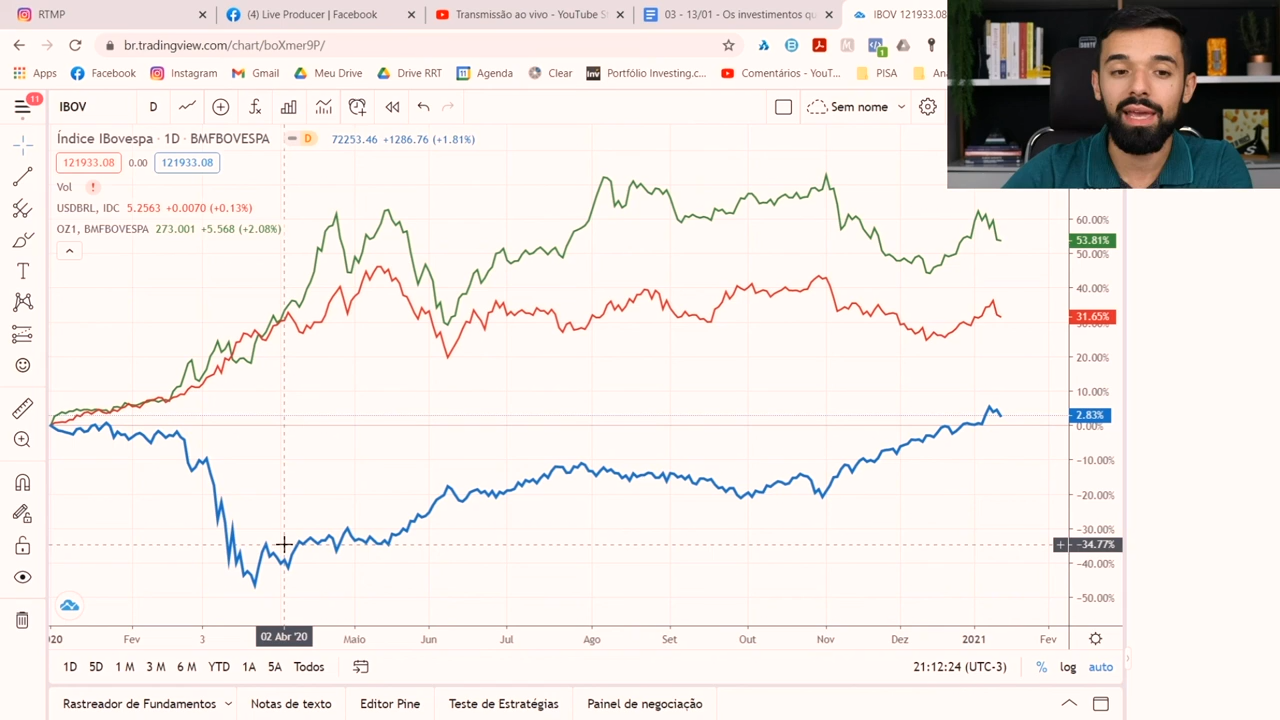 RTMP
(4) Live Producer | Facebook
Transmissão ao vivo - YouTube S
03 - 13/01 - Os investimentos qu
IBOV 121933.08
br.tradingview.com/chart/boXmer9P/
Apps
Facebook
Instagram
Gmail
Meu Drive
Drive RRT
Agenda
Clear
Inv
Portfólio Investing.c...
Comentários - YouT...
PISA
An
11
IBOV
D
Sem nome
Índice IBovespa · 1D · BMFBOVESPA
D
72253.46 +1286.76 (+1.81%)
121933.08
0.00
121933.08
Vol
USDBRL, IDC 5.2563 +0.0070 (+0.13%)
OZ1, BMFBOVESPA 273.001 +5.568 (+2.08%)
60.00%
53.81%
50.00%
40.00%
31.65%
20.00%
10.00%
2.83%
0.00%
−10.00%
−20.00%
−30.00%
−34.77%
−40.00%
−50.00%
Fev
3
02 Abr '20
Maio
Jun
Jul
Ago
Set
Out
Nov
Dez
2021
Fev
1D
5D
1 M
3 M
6 M
YTD
1A
5A
Todos
21:12:24 (UTC-3)
%
log
auto
Rastreador de Fundamentos
Notas de texto
Editor Pine
Teste de Estratégias
Painel de negociação